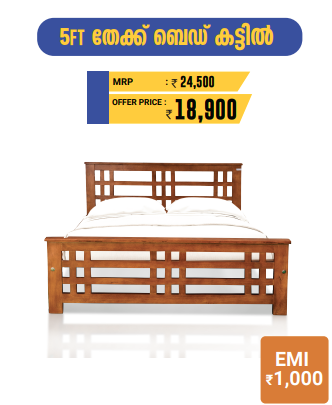 5FT തേക്ക് ബെഡ് കട്ടിൽ
MRP : ₹ 24,500
OFFER PRICE : ₹ 18,900
EMI
₹1,000